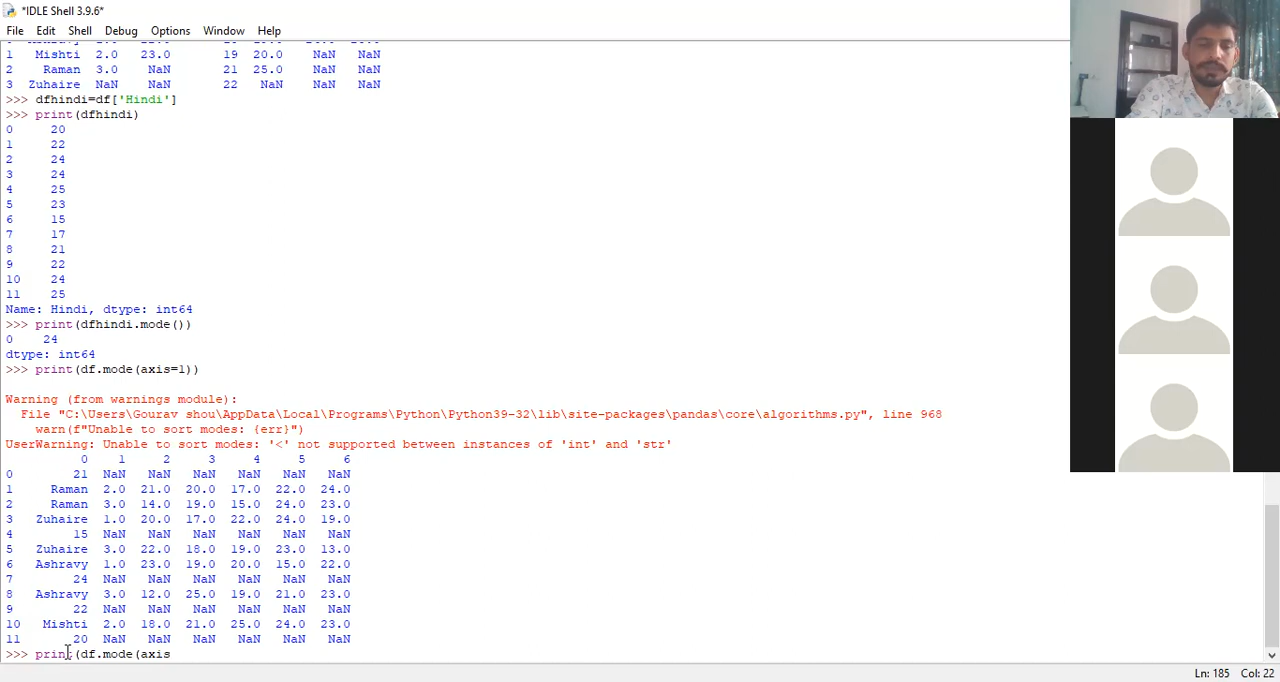 *IDLE Shell 3.9.6*
File Edit Shell Debug Options Window Help
1 Mishti 2.0 23.0 19 20.0 NaN NaN
2 Raman 3.0 NaN 21 25.0 NaN NaN
3 Zuhaire NaN NaN 22 NaN NaN NaN
>>> dfhindi=df['Hindi']
>>> print(dfhindi)
0 20
1 22
2 24
3 24
4 25
5 23
6 15
7 17
8 21
9 22
10 24
11 25
Name: Hindi, dtype: int64
>>> print(dfhindi.mode())
0 24
dtype: int64
>>> print(df.mode(axis=1))
Warning (from warnings module):
File "C:\Users\Gourav shou\AppData\Local\Programs\Python\Python39-32\lib\site-packages\pandas\core\algorithms.py", line 968
warn(f"Unable to sort modes: {err}")
UserWarning: Unable to sort modes: '<' not supported between instances of 'int' and 'str'
0 1 2 3 4 5 6
0 21 NaN NaN NaN NaN NaN NaN
1 Raman 2.0 21.0 20.0 17.0 22.0 24.0
2 Raman 3.0 14.0 19.0 15.0 24.0 23.0
3 Zuhaire 1.0 20.0 17.0 22.0 24.0 19.0
4 15 NaN NaN NaN NaN NaN NaN
5 Zuhaire 3.0 22.0 18.0 19.0 23.0 13.0
6 Ashravy 1.0 23.0 19.0 20.0 15.0 22.0
7 24 NaN NaN NaN NaN NaN NaN
8 Ashravy 3.0 12.0 25.0 19.0 21.0 23.0
9 22 NaN NaN NaN NaN NaN NaN
10 Mishti 2.0 18.0 21.0 25.0 24.0 23.0
11 20 NaN NaN NaN NaN NaN NaN
>>> print(df.mode(axis
Ln: 185 Col: 22